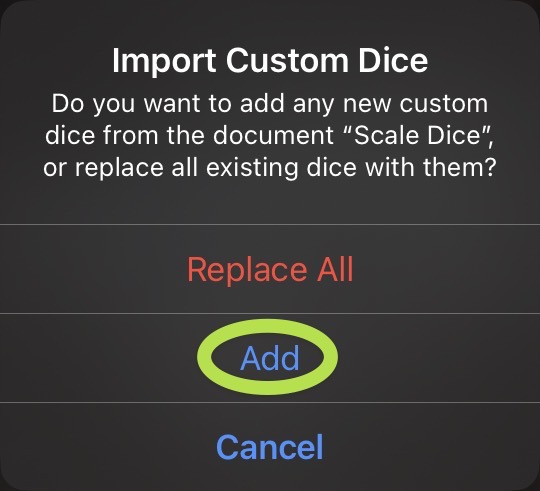 Import Custom Dice
Do you want to add any new custom
dice from the document “Scale Dice”,
or replace all existing dice with them?
Replace All
Add
Cancel